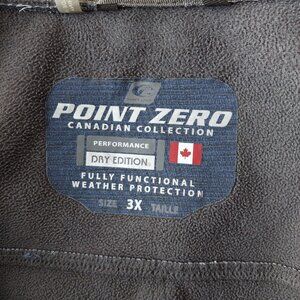 POINT ZERO
CANADIAN COLLECTION
PERFORMANCE
DRY EDITION
FULLY FUNCTIONAL
WEATHER PROTECTION
SIZE 3X TAILLE